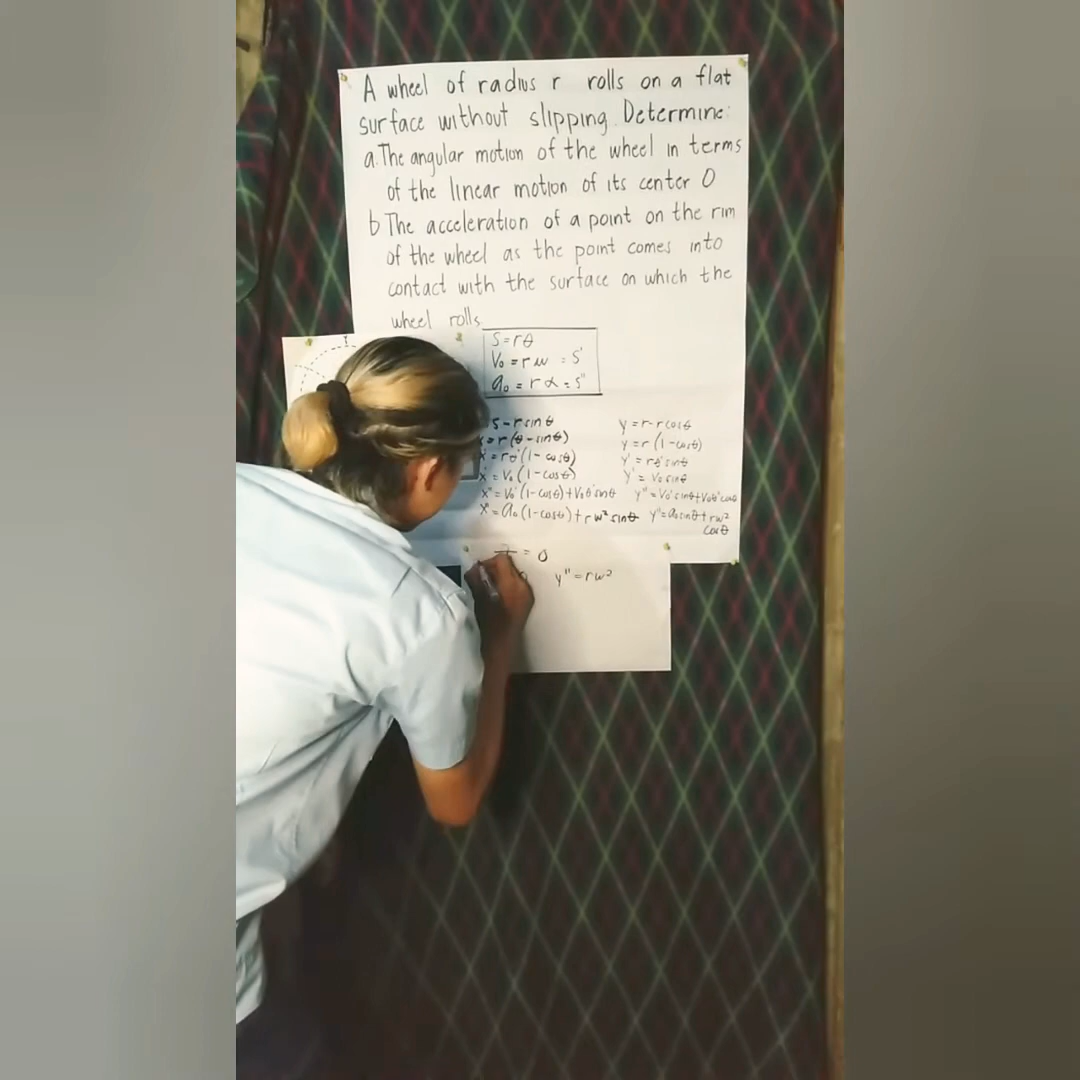 A wheel of radius r rolls on a flat
surface without slipping. Determine:
a. The angular motion of the wheel in terms
of the linear motion of its center O
b The acceleration of a point on the rim
of the wheel as the point comes into
contact with the surface on which the
wheel rolls
S = rθ
V₀ = rω = S'
a₀ = rα = S"
s - r sin θ
x = r(θ - sinθ)
x' = rθ'(1 - cosθ)
x' = V₀(1 - cosθ)
x" = V₀'(1 - cosθ) + V₀θ'sinθ
x" = a₀(1 - cosθ) + rω² sinθ
y = r - r cosθ
y = r(1 - cosθ)
y' = rθ'sinθ
y' = V₀ sinθ
y" = V₀'sinθ + V₀θ'cosθ
y" = a₀sinθ + rω²
cosθ
= 0
y" = rω²